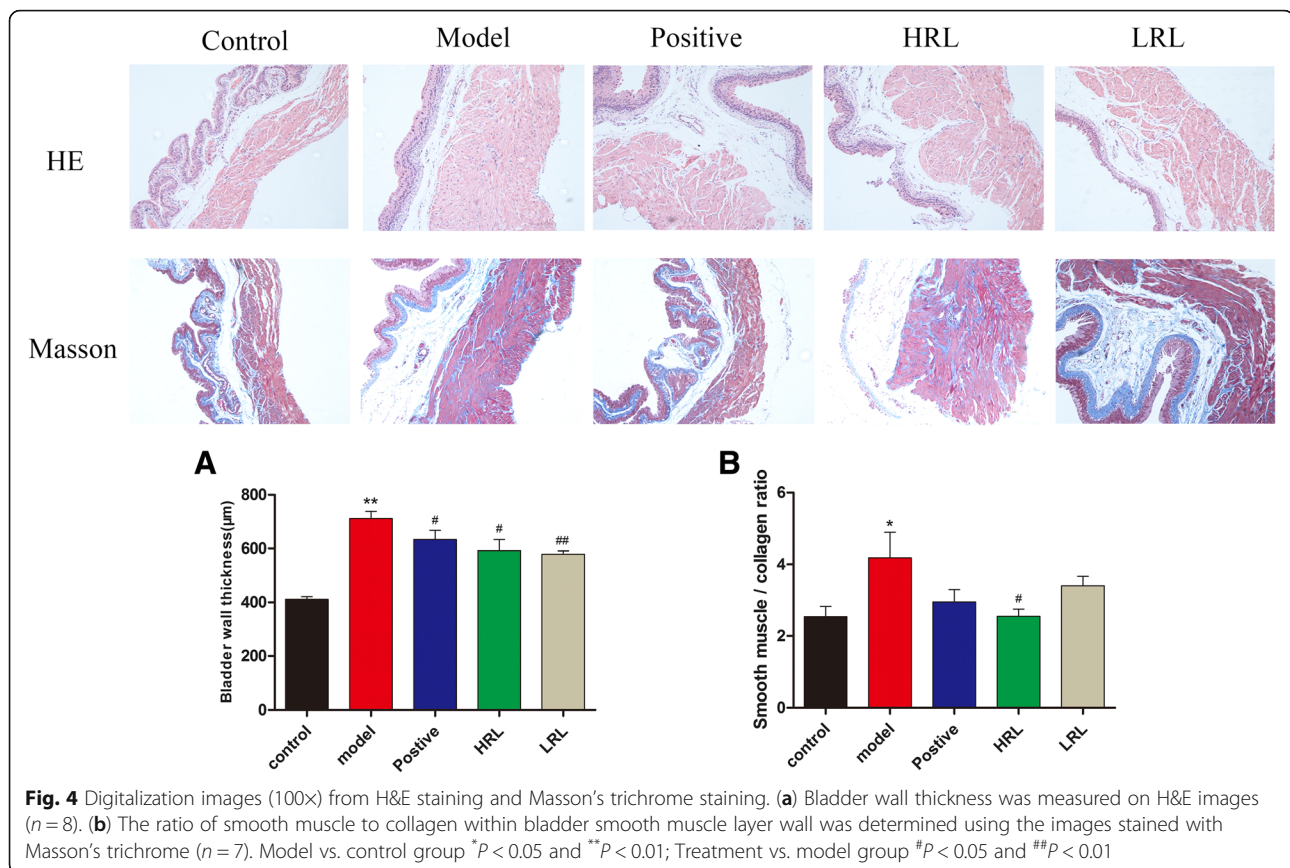 Control Model Positive HRL LRL
HE
Masson
A
Bladder wall thickness(μm)
800
600
400
200
0
**
#
#
##
control model Postive HRL LRL
B
Smooth muscle / collagen ratio
6
4
2
0
*
#
control model HRL LRL Postive
Fig. 4 Digitalization images (100×) from H&E staining and Masson's trichrome staining. (a) Bladder wall thickness was measured on H&E images
(n = 8). (b) The ratio of smooth muscle to collagen within bladder smooth muscle layer wall was determined using the images stained with
Masson's trichrome (n = 7). Model vs. control group *P < 0.05 and **P < 0.01; Treatment vs. model group #P < 0.05 and ##P < 0.01